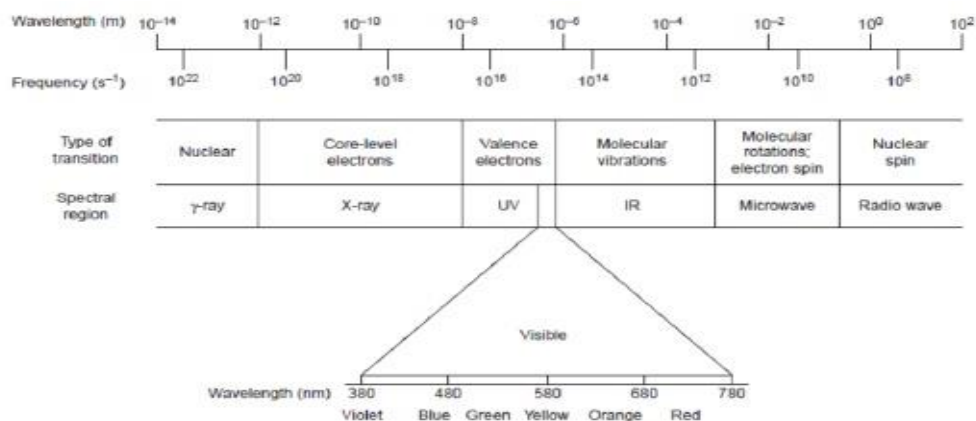 Wavelength (m) 10⁻¹⁴ 10⁻¹² 10⁻¹⁰ 10⁻⁸ 10⁻⁶ 10⁻⁴ 10⁻² 10⁰ 10²
Frequency (s⁻¹) 10²² 10²⁰ 10¹⁸ 10¹⁶ 10¹⁴ 10¹² 10¹⁰ 10⁸
Type of transition
Nuclear
Core-level electrons
Valence electrons
Molecular vibrations
Molecular rotations; electron spin
Nuclear spin
Spectral region
γ-ray X-ray UV IR Microwave Radio wave
Visible
Wavelength (nm) 380 480 580 680 780
Violet Blue Green Yellow Orange Red